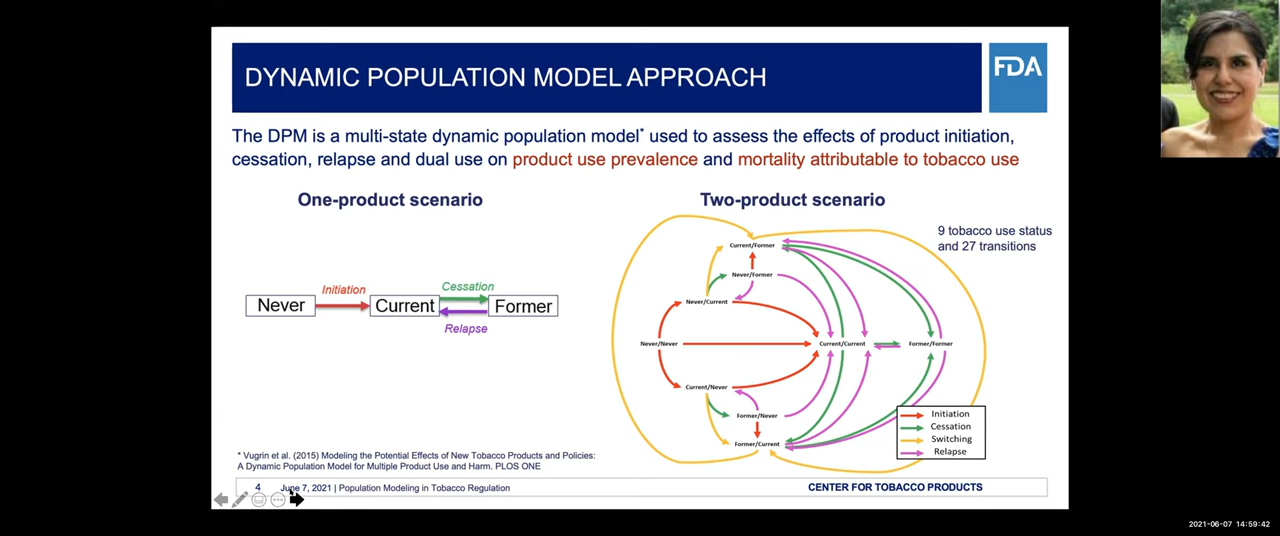 DYNAMIC POPULATION MODEL APPROACH
FDA
The DPM is a multi-state dynamic population model* used to assess the effects of product initiation,
cessation, relapse and dual use on product use prevalence and mortality attributable to tobacco use
One-product scenario
Never
Initiation
Current
Cessation
Relapse
Former
Two-product scenario
9 tobacco use status
and 27 transitions
Current/Former
Never/Former
Never/Current
Never/Never
Current/Current
Former/Former
Current/Never
Former/Never
Former/Current
Initiation
Cessation
Switching
Relapse
* Vugrin et al. (2015) Modeling the Potential Effects of New Tobacco Products and Policies:
A Dynamic Population Model for Multiple Product Use and Harm. PLOS ONE
4 June 7, 2021 | Population Modeling in Tobacco Regulation
CENTER FOR TOBACCO PRODUCTS
2021-06-07 14:59:42